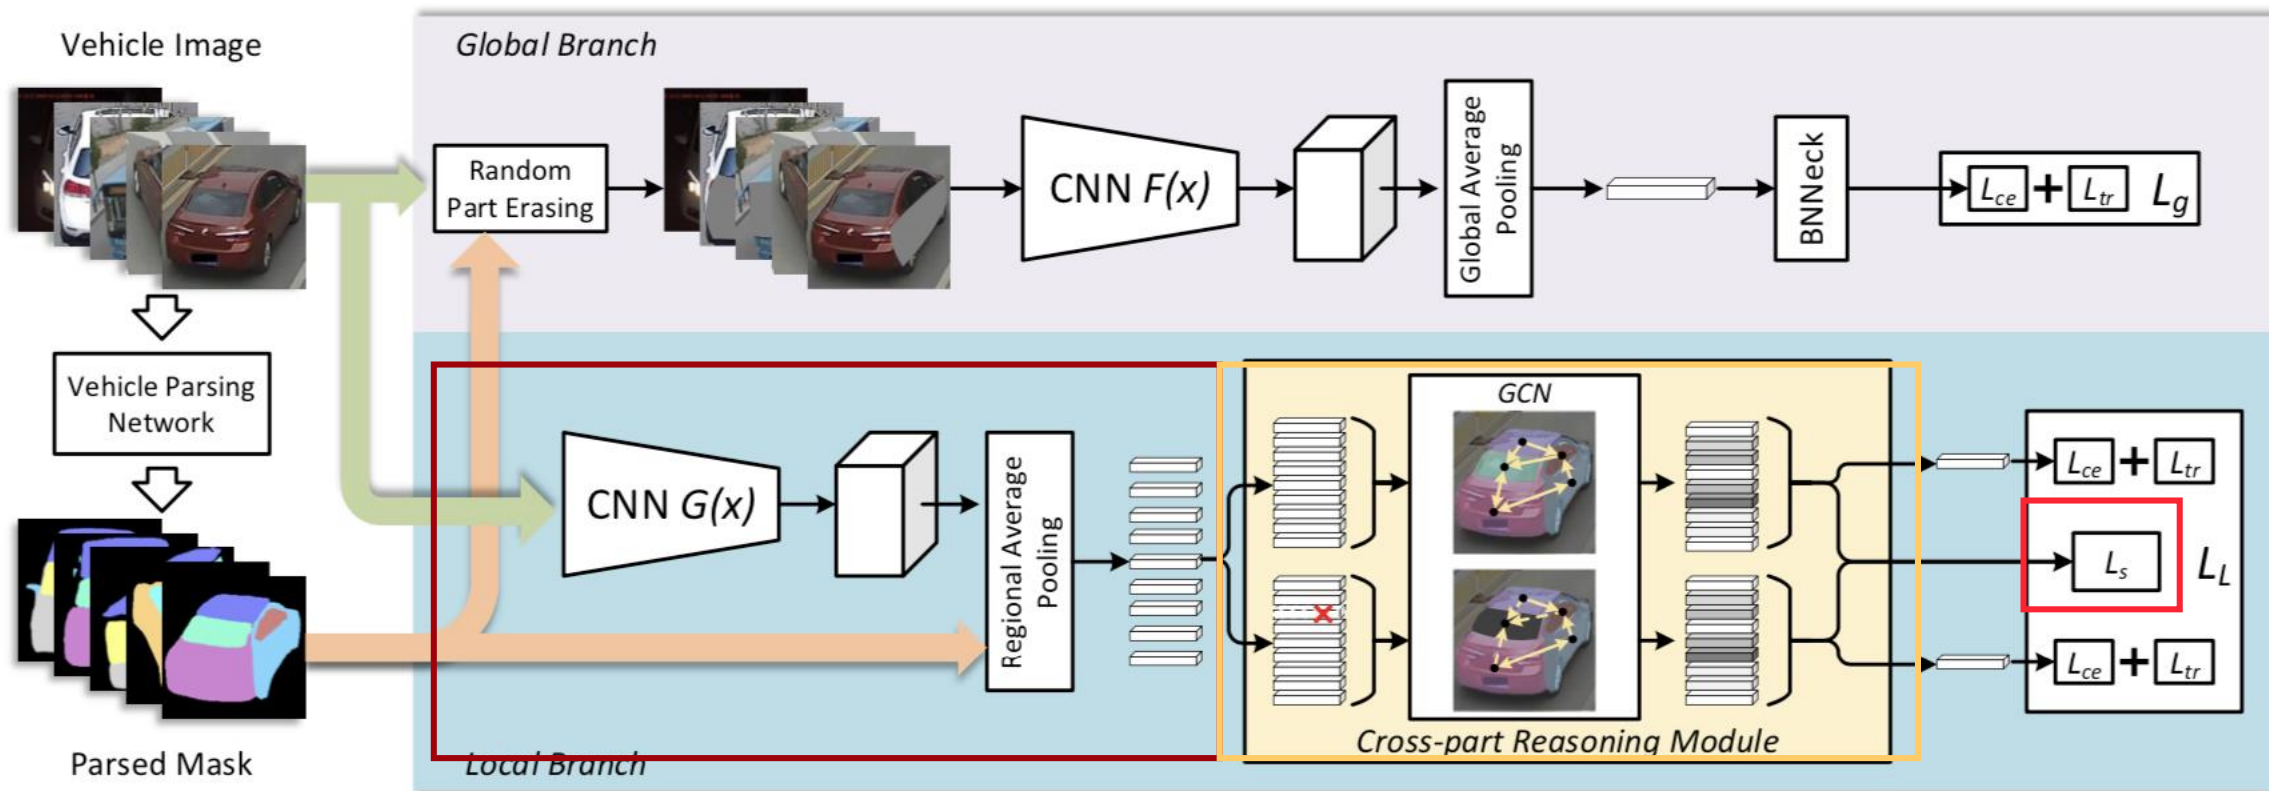 Vehicle Image
Global Branch
Random
Part Erasing
CNN F(x)
Global Average
Pooling
BNNeck
Lce + Ltr Lg
Vehicle Parsing
Network
Parsed Mask
CNN G(x)
Regional Average
Pooling
GCN
Cross-part Reasoning Module
Lce + Ltr
Ls LL
Lce + Ltr
Local Branch